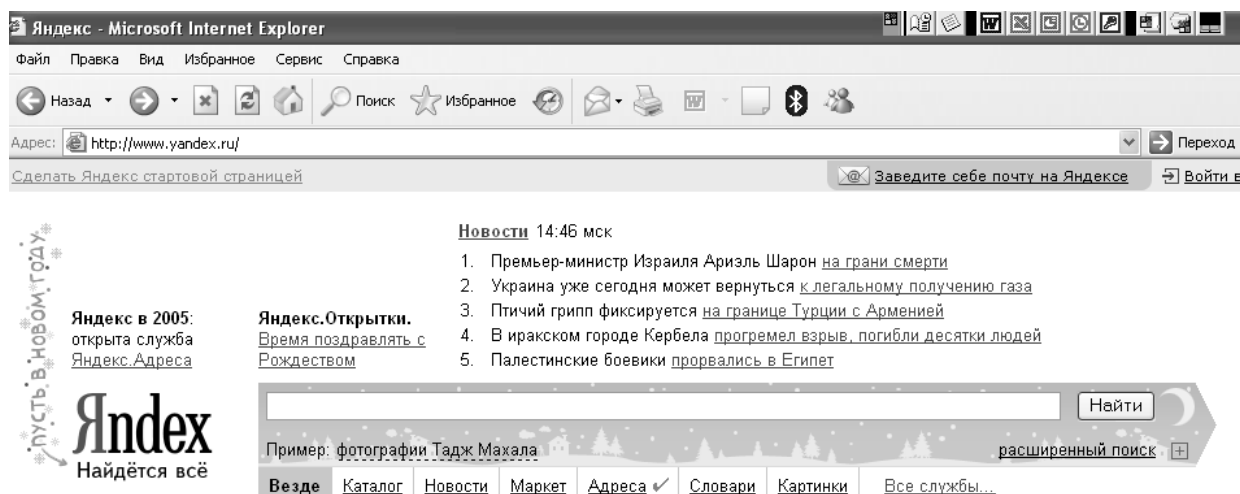 Яндекс - Microsoft Internet Explorer
Файл Правка Вид Избранное Сервис Справка
Назад Поиск Избранное
Адрес: http://www.yandex.ru/ Переход
Сделать Яндекс стартовой страницей Заведите себе почту на Яндексе Войти в
Новости 14:46 мск
1. Премьер-министр Израиля Ариэль Шарон на грани смерти
2. Украина уже сегодня может вернуться к легальному получению газа
3. Птичий грипп фиксируется на границе Турции с Арменией
4. В иракском городе Кербела прогремел взрыв, погибли десятки людей
5. Палестинские боевики прорвались в Египет
пусть в новом году
Яндекс в 2005:
открыта служба
Яндекс.Адреса
Яндекс.Открытки.
Время поздравлять с
Рождеством
Яndex
Найдётся всё
Найти
Пример: фотографии Тадж Махала расширенный поиск
Везде Каталог Новости Маркет Адреса Словари Картинки Все службы...